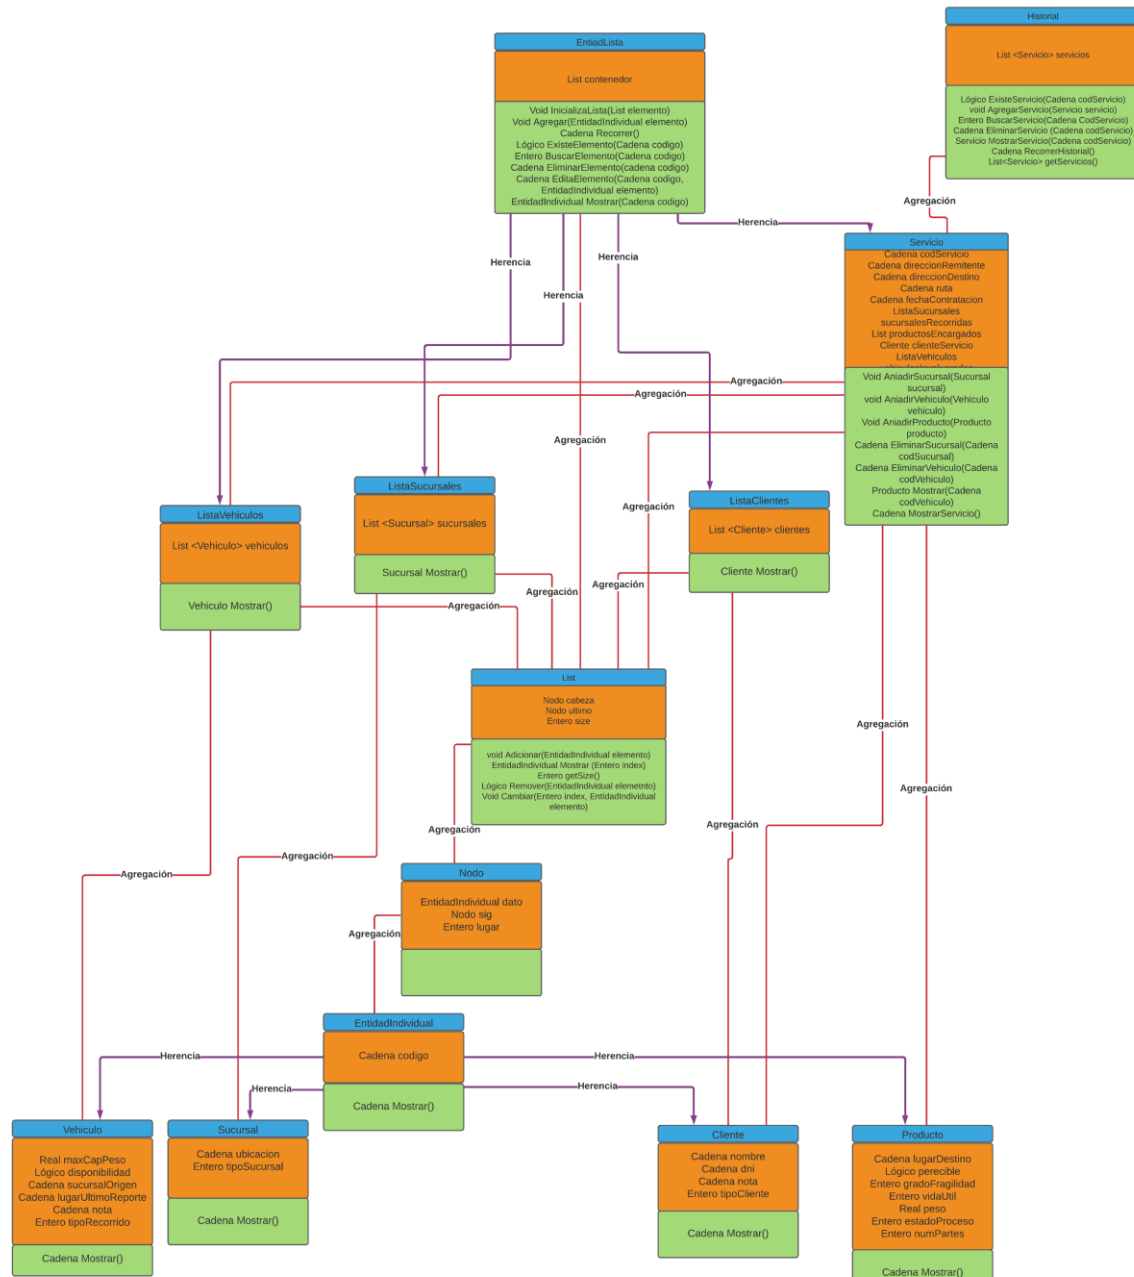 Historial
List <Servicio> servicios
Lógico ExisteServicio(Cadena codServicio)
void AgregarServicio(Servicio servicio)
Entero BuscarServicio(Cadena CodServicio)
Cadena EliminarServicio (Cadena codServicio)
Servicio MostrarServicio(Cadena codServicio)
Cadena RecorrerHistorial()
List<Servicio> getServicios()
EntiadLista
List contenedor
Void InicializaLista(List elemento)
Void Agregar(EntidadIndividual elemento)
Cadena Recorrer()
Lógico ExisteElemento(Cadena codigo)
Entero BuscarElemento(Cadena codigo)
Cadena EliminarElemento(cadena codigo)
Cadena EditaElemento(Cadena codigo,
EntidadIndividual elemento)
EntidadIndividual Mostrar(Cadena codigo)
Agregación
Herencia
Herencia
Herencia
Herencia
Servicio
Cadena codServicio
Cadena direccionRemitente
Cadena direccionDestino
Cadena ruta
Cadena fechaContratacion
ListaSucursales
sucursalesRecorridas
List productosEncargados
Cliente clienteServicio
ListaVehiculos
Void AniadirSucursal(Sucursal
sucursal)
void AniadirVehiculo(Vehiculo
vehiculo)
Void AniadirProducto(Producto
producto)
Cadena EliminarSucursal(Cadena
codSucursal)
Cadena EliminarVehiculo(Cadena
codVehiculo)
Producto Mostrar(Cadena
codVehiculo)
Cadena MostrarServicio()
Agregación
Agregación
Agregación
Agregación
ListaVehiculos
List <Vehiculo> vehiculos
Vehiculo Mostrar()
ListaSucursales
List <Sucursal> sucursales
Sucursal Mostrar()
ListaClientes
List <Cliente> clientes
Cliente Mostrar()
Agregación
Agregación
Agregación
List
Nodo cabeza
Nodo ultimo
Entero size
void Adicionar(EntidadIndividual elemento)
EntidadIndividual Mostrar (Entero index)
Entero getSize()
Lógico Remover(EntidadIndividual elemetnto)
Void Cambiar(Entero index, EntidadIndividual
elemento)
Agregación
Agregación
Agregación
Agregación
Agregación
Agregación
Nodo
EntidadIndividual dato
Nodo sig
Entero lugar
Agregación
EntidadIndividual
Cadena codigo
Cadena Mostrar()
Herencia
Herencia
Herencia
Herencia
Vehiculo
Real maxCapPeso
Lógico disponibilidad
Cadena sucursalOrigen
Cadena lugarUltimoReporte
Cadena nota
Entero tipoRecorrido
Cadena Mostrar()
Sucursal
Cadena ubicacion
Entero tipoSucursal
Cadena Mostrar()
Cliente
Cadena nombre
Cadena dni
Cadena nota
Entero tipoCliente
Cadena Mostrar()
Producto
Cadena lugarDestino
Lógico perecible
Entero gradoFragilidad
Entero vidaUtil
Real peso
Entero estadoProceso
Entero numPartes
Cadena Mostrar()